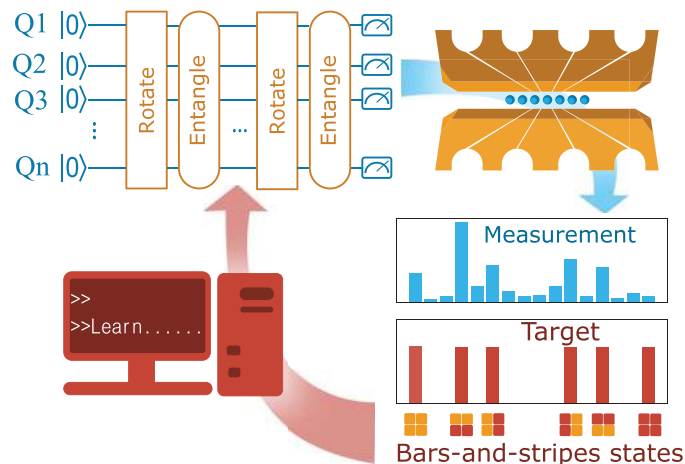 Q1 |0⟩
Q2 |0⟩
Q3 |0⟩
⋮
Qn |0⟩
Rotate
Entangle
...
Rotate
Entangle
>>
>>Learn......
Measurement
Target
Bars-and-stripes states